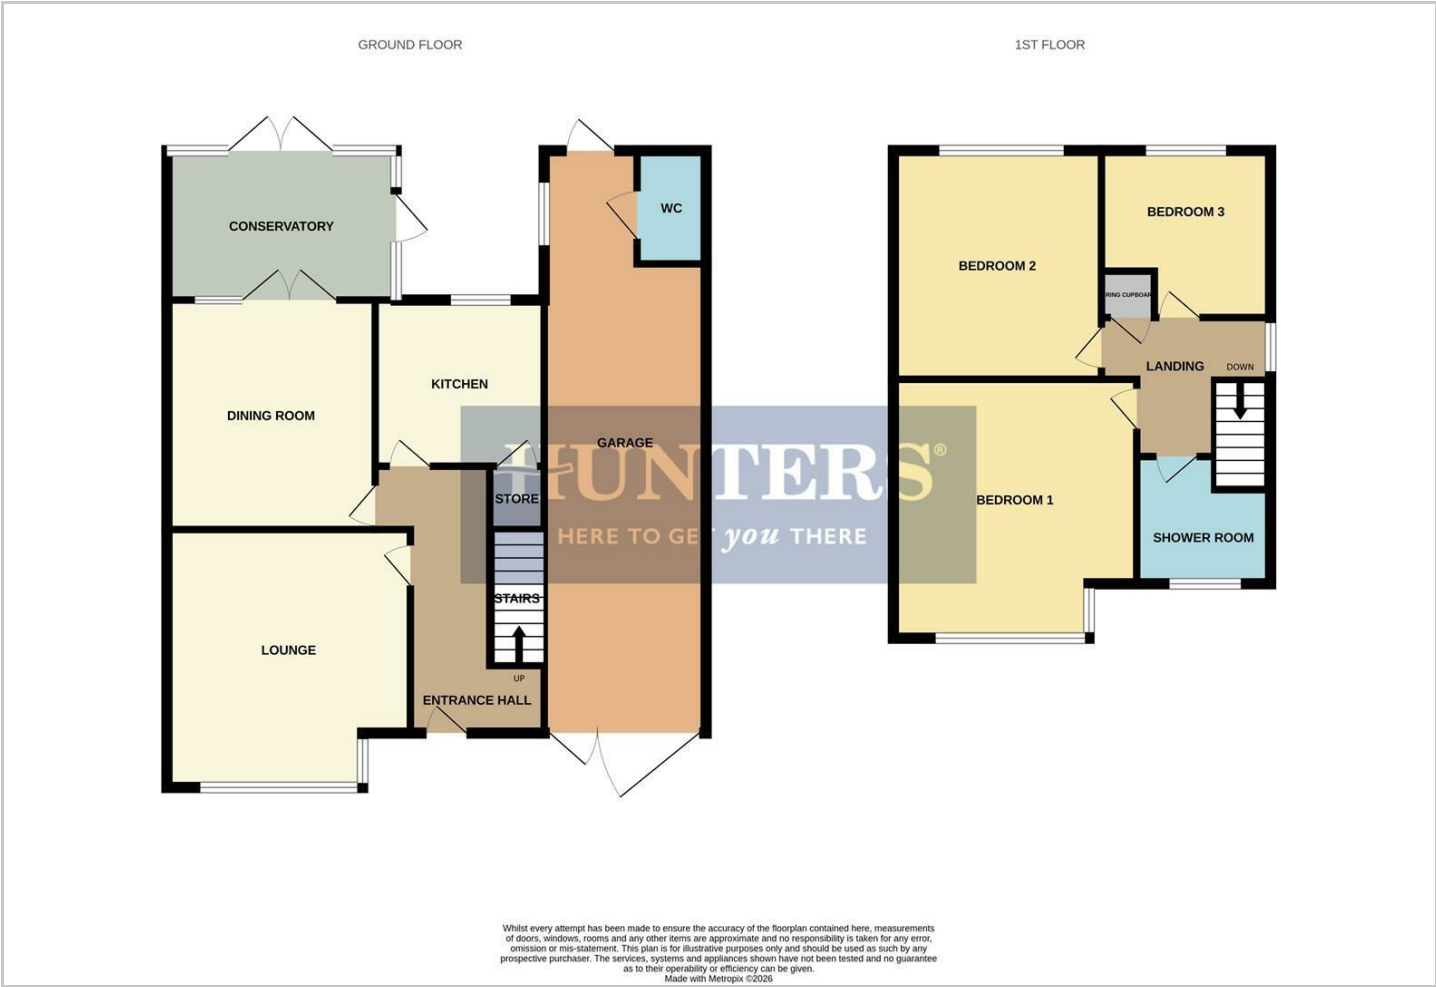 GROUND FLOOR
1ST FLOOR
CONSERVATORY
WC
DINING ROOM
KITCHEN
GARAGE
STORE
STAIRS
LOUNGE
UP
ENTRANCE HALL
BEDROOM 2
BEDROOM 3
RING CUPBOAR
LANDING
DOWN
BEDROOM 1
SHOWER ROOM
HUNTERS®
HERE TO GET you THERE
Whilst every attempt has been made to ensure the accuracy of the floorplan contained here, measurements
of doors, windows, rooms and any other items are approximate and no responsibility is taken for any error,
omission or mis-statement. This plan is for illustrative purposes only and should be used as such by any
prospective purchaser. The services, systems and appliances shown have not been tested and no guarantee
as to their operability or efficiency can be given.
Made with Metropix ©2026